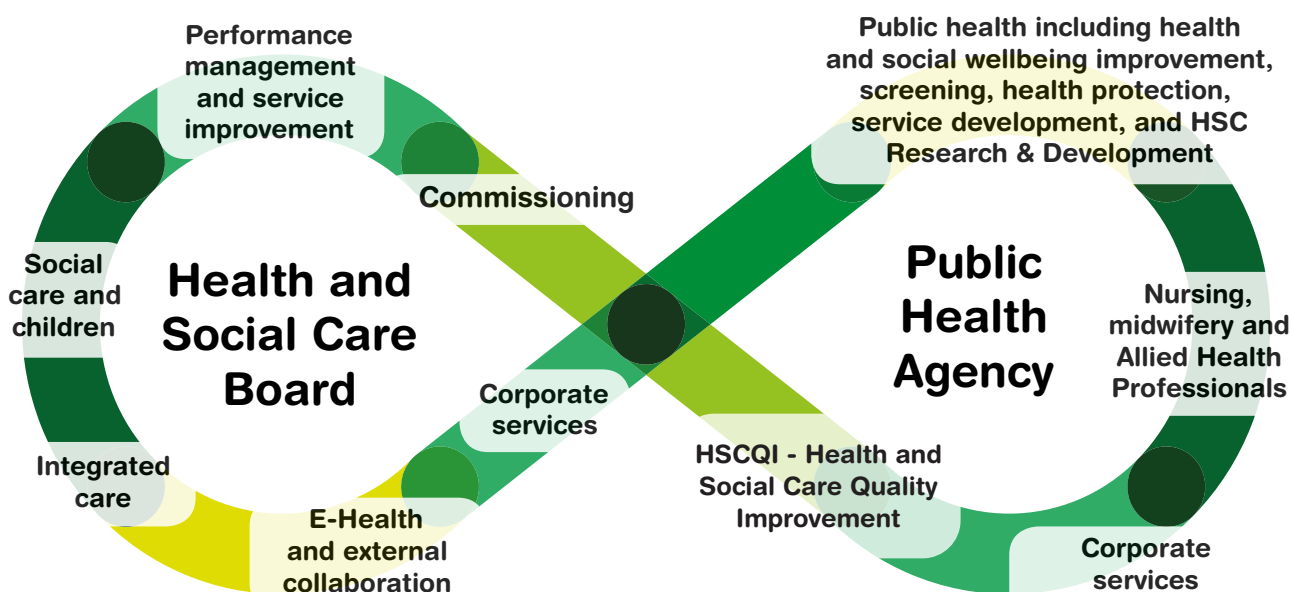 Performance
management
and service
improvement
Commissioning
Social
care and
children
Health and
Social Care
Board
Integrated
care
E-Health
and external
collaboration
Corporate
services
Public health including health
and social wellbeing improvement,
screening, health protection,
service development, and HSC
Research & Development
Public
Health
Agency
Nursing,
midwifery and
Allied Health
Professionals
HSCQI - Health and
Social Care Quality
Improvement
Corporate
services